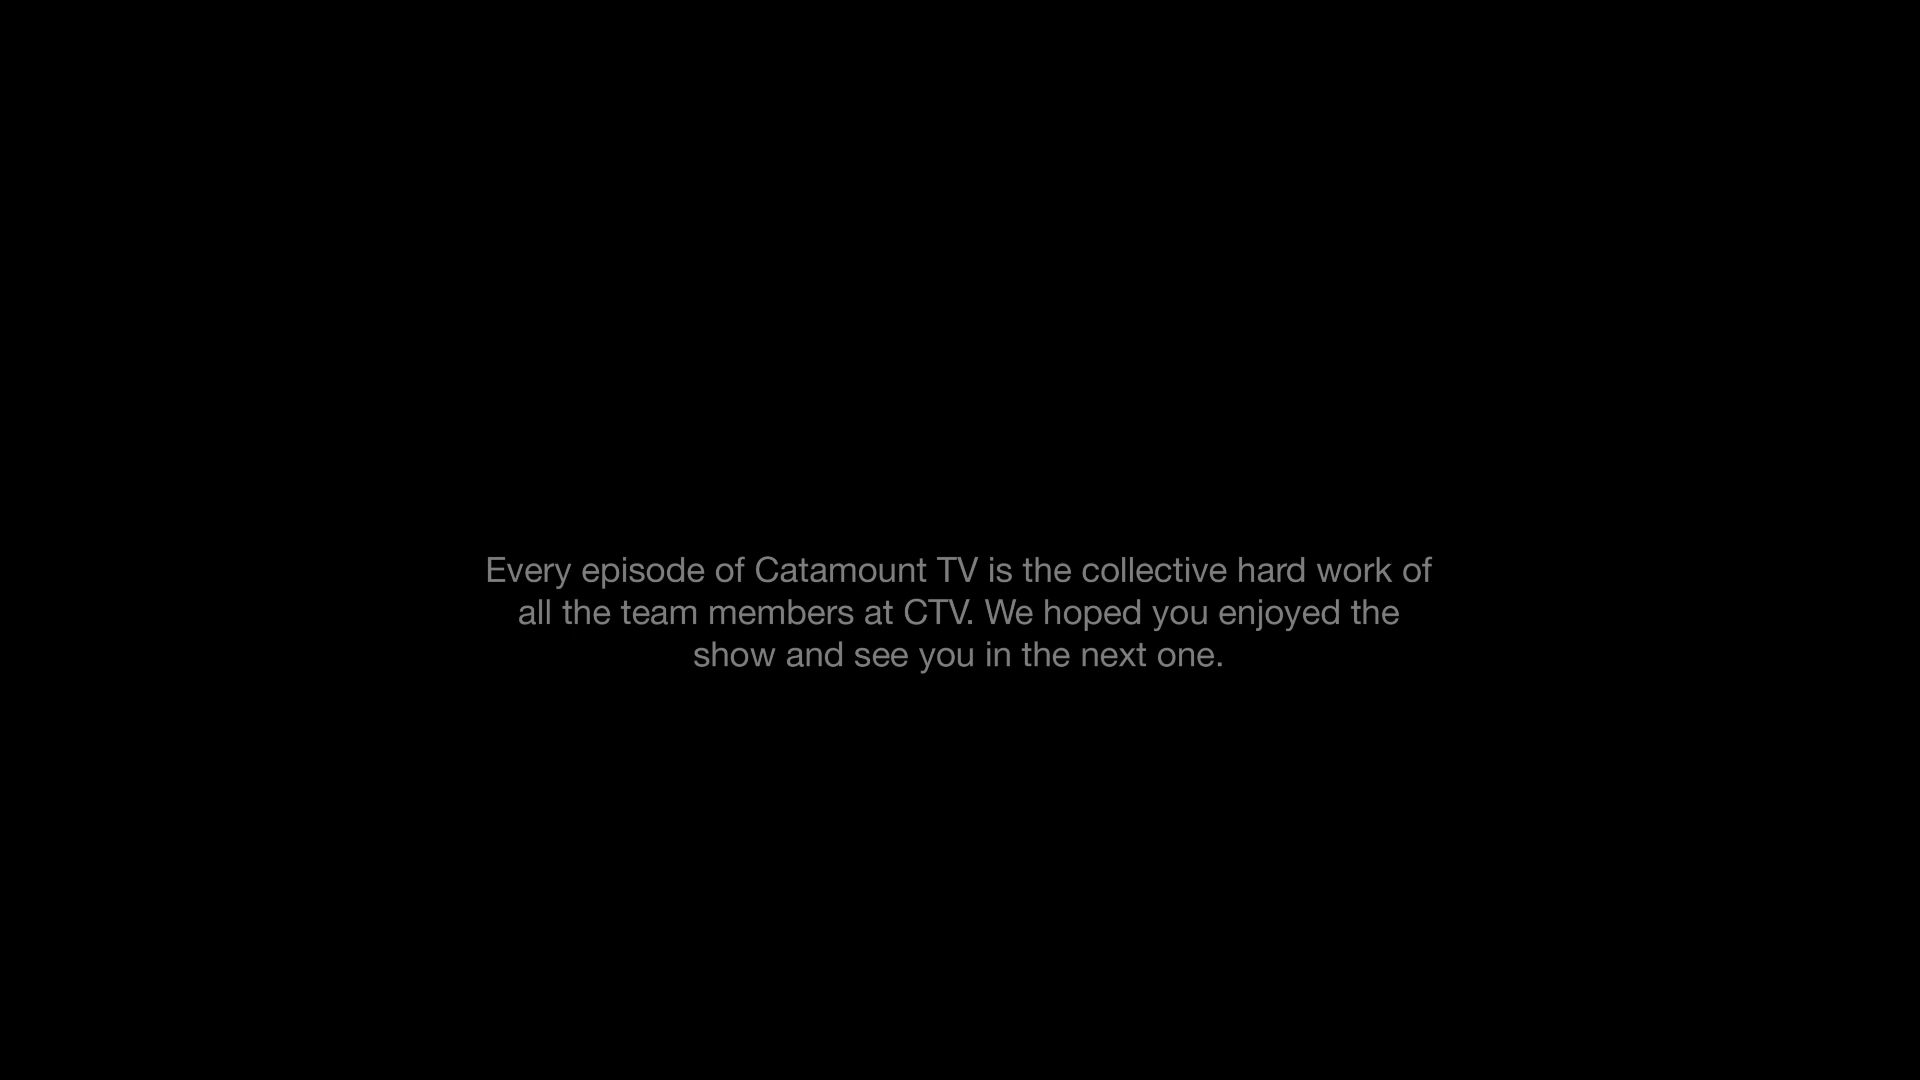 Every episode of Catamount TV is the collective hard work of
all the team members at CTV. We hoped you enjoyed the
show and see you in the next one.